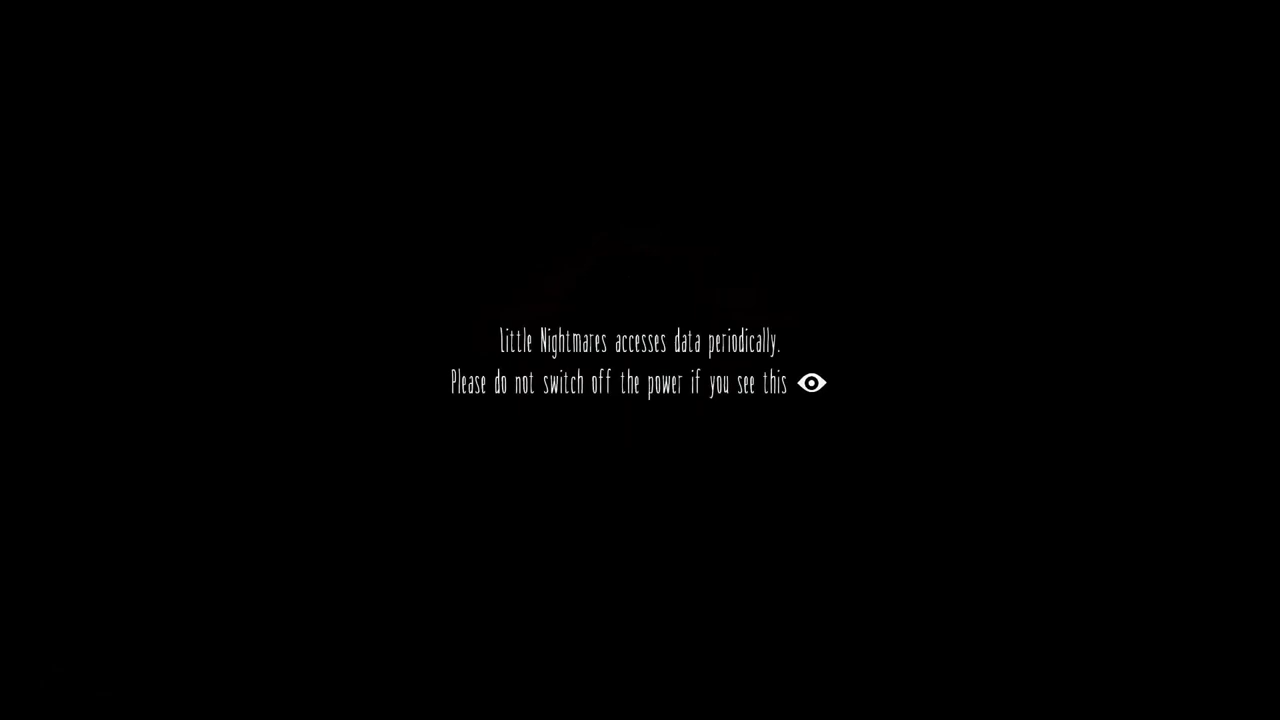 Little Nightmares accesses data periodically.
Please do not switch off the power if you see this